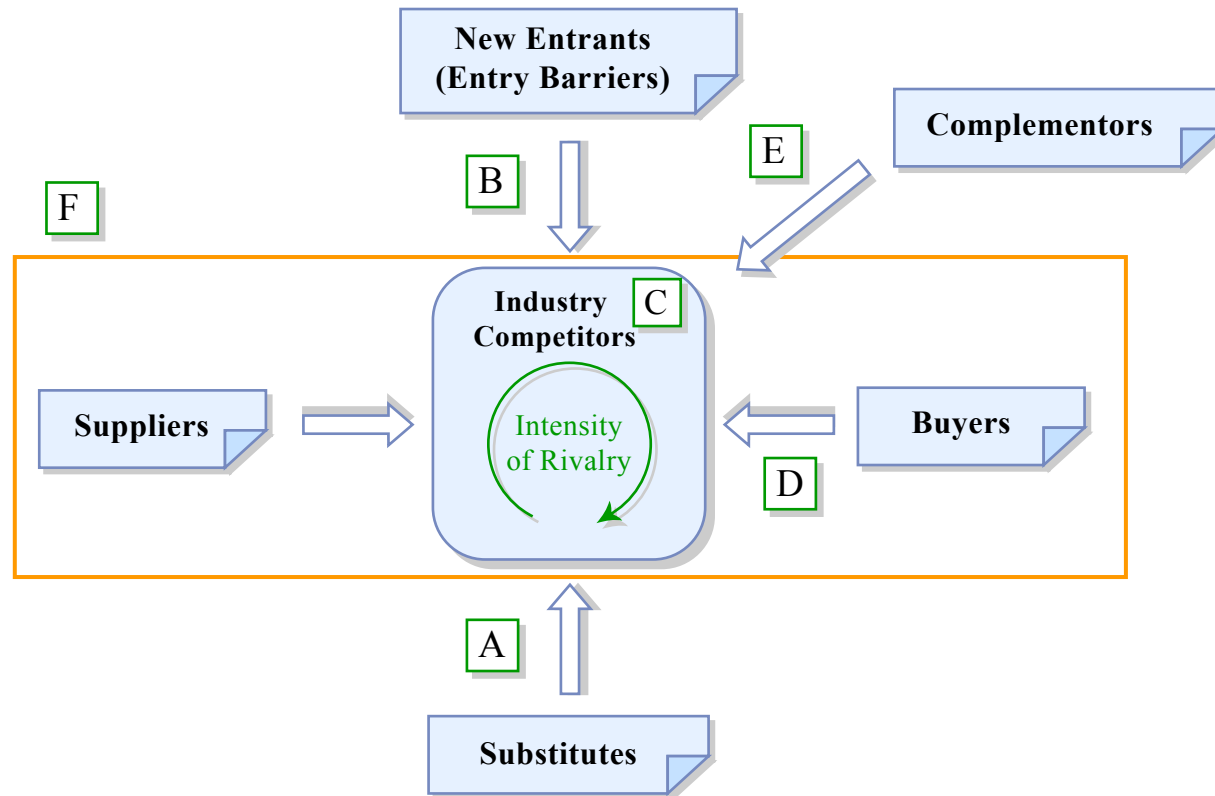 New Entrants
(Entry Barriers)
Complementors
E
B
F
Industry
Competitors
C
Suppliers
Intensity
of Rivalry
Buyers
D
A
Substitutes